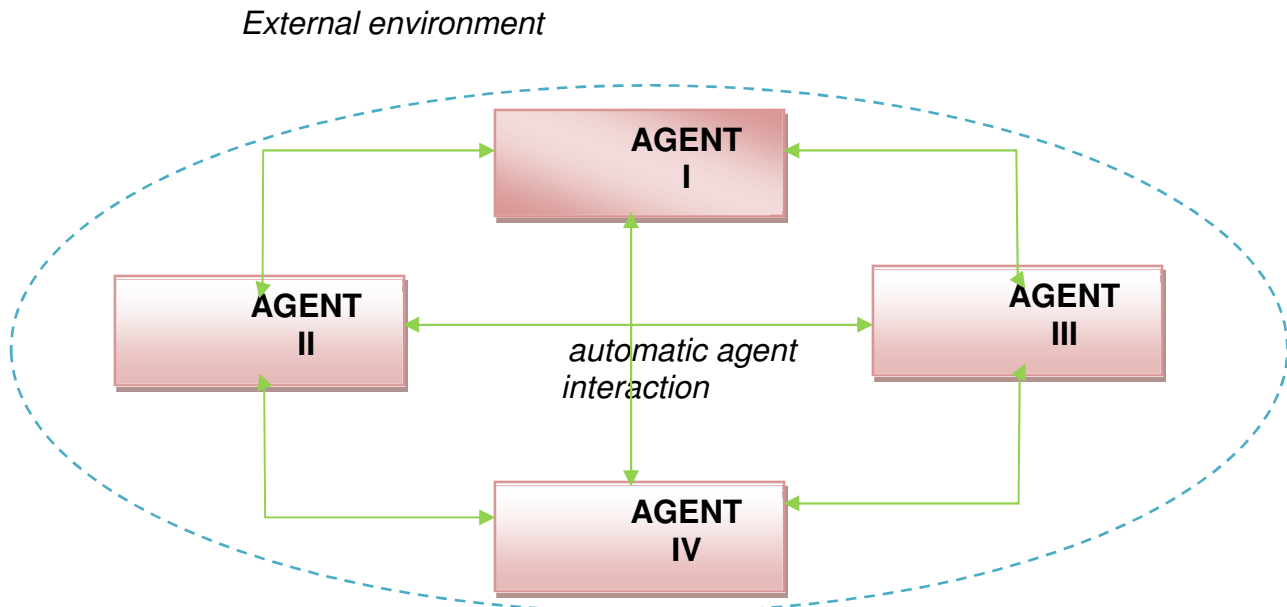 External environment
AGENT
I
AGENT
II
AGENT
III
automatic agent
interaction
AGENT
IV